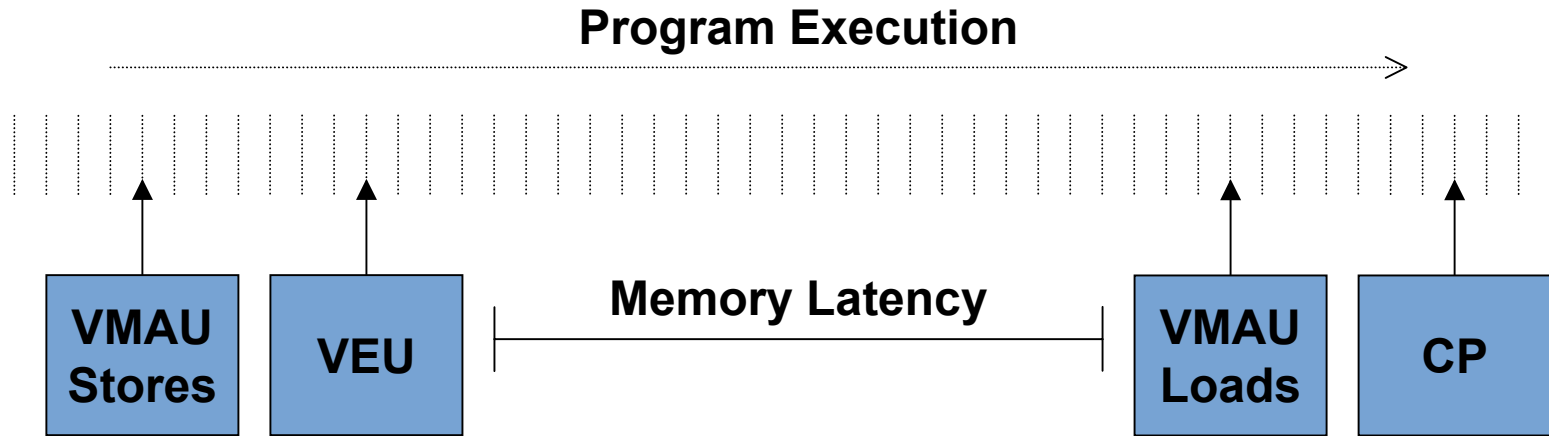 Program Execution
Memory Latency
VMAU
Stores
VEU
VMAU
Loads
CP